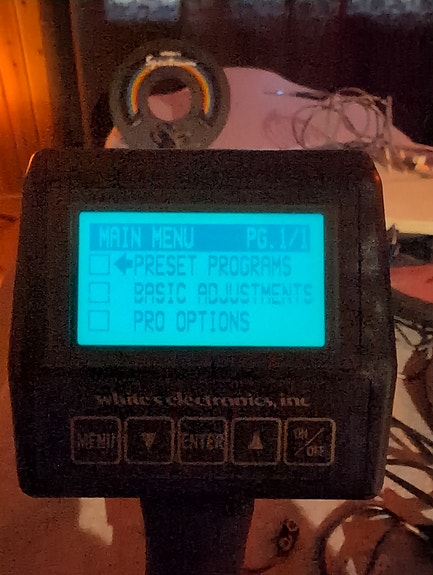 MAIN MENU PG.1/1
PRESET PROGRAMS
BASIC ADJUSTMENTS
PRO OPTIONS
white's electronics, inc
MENU ENTER ON/OFF